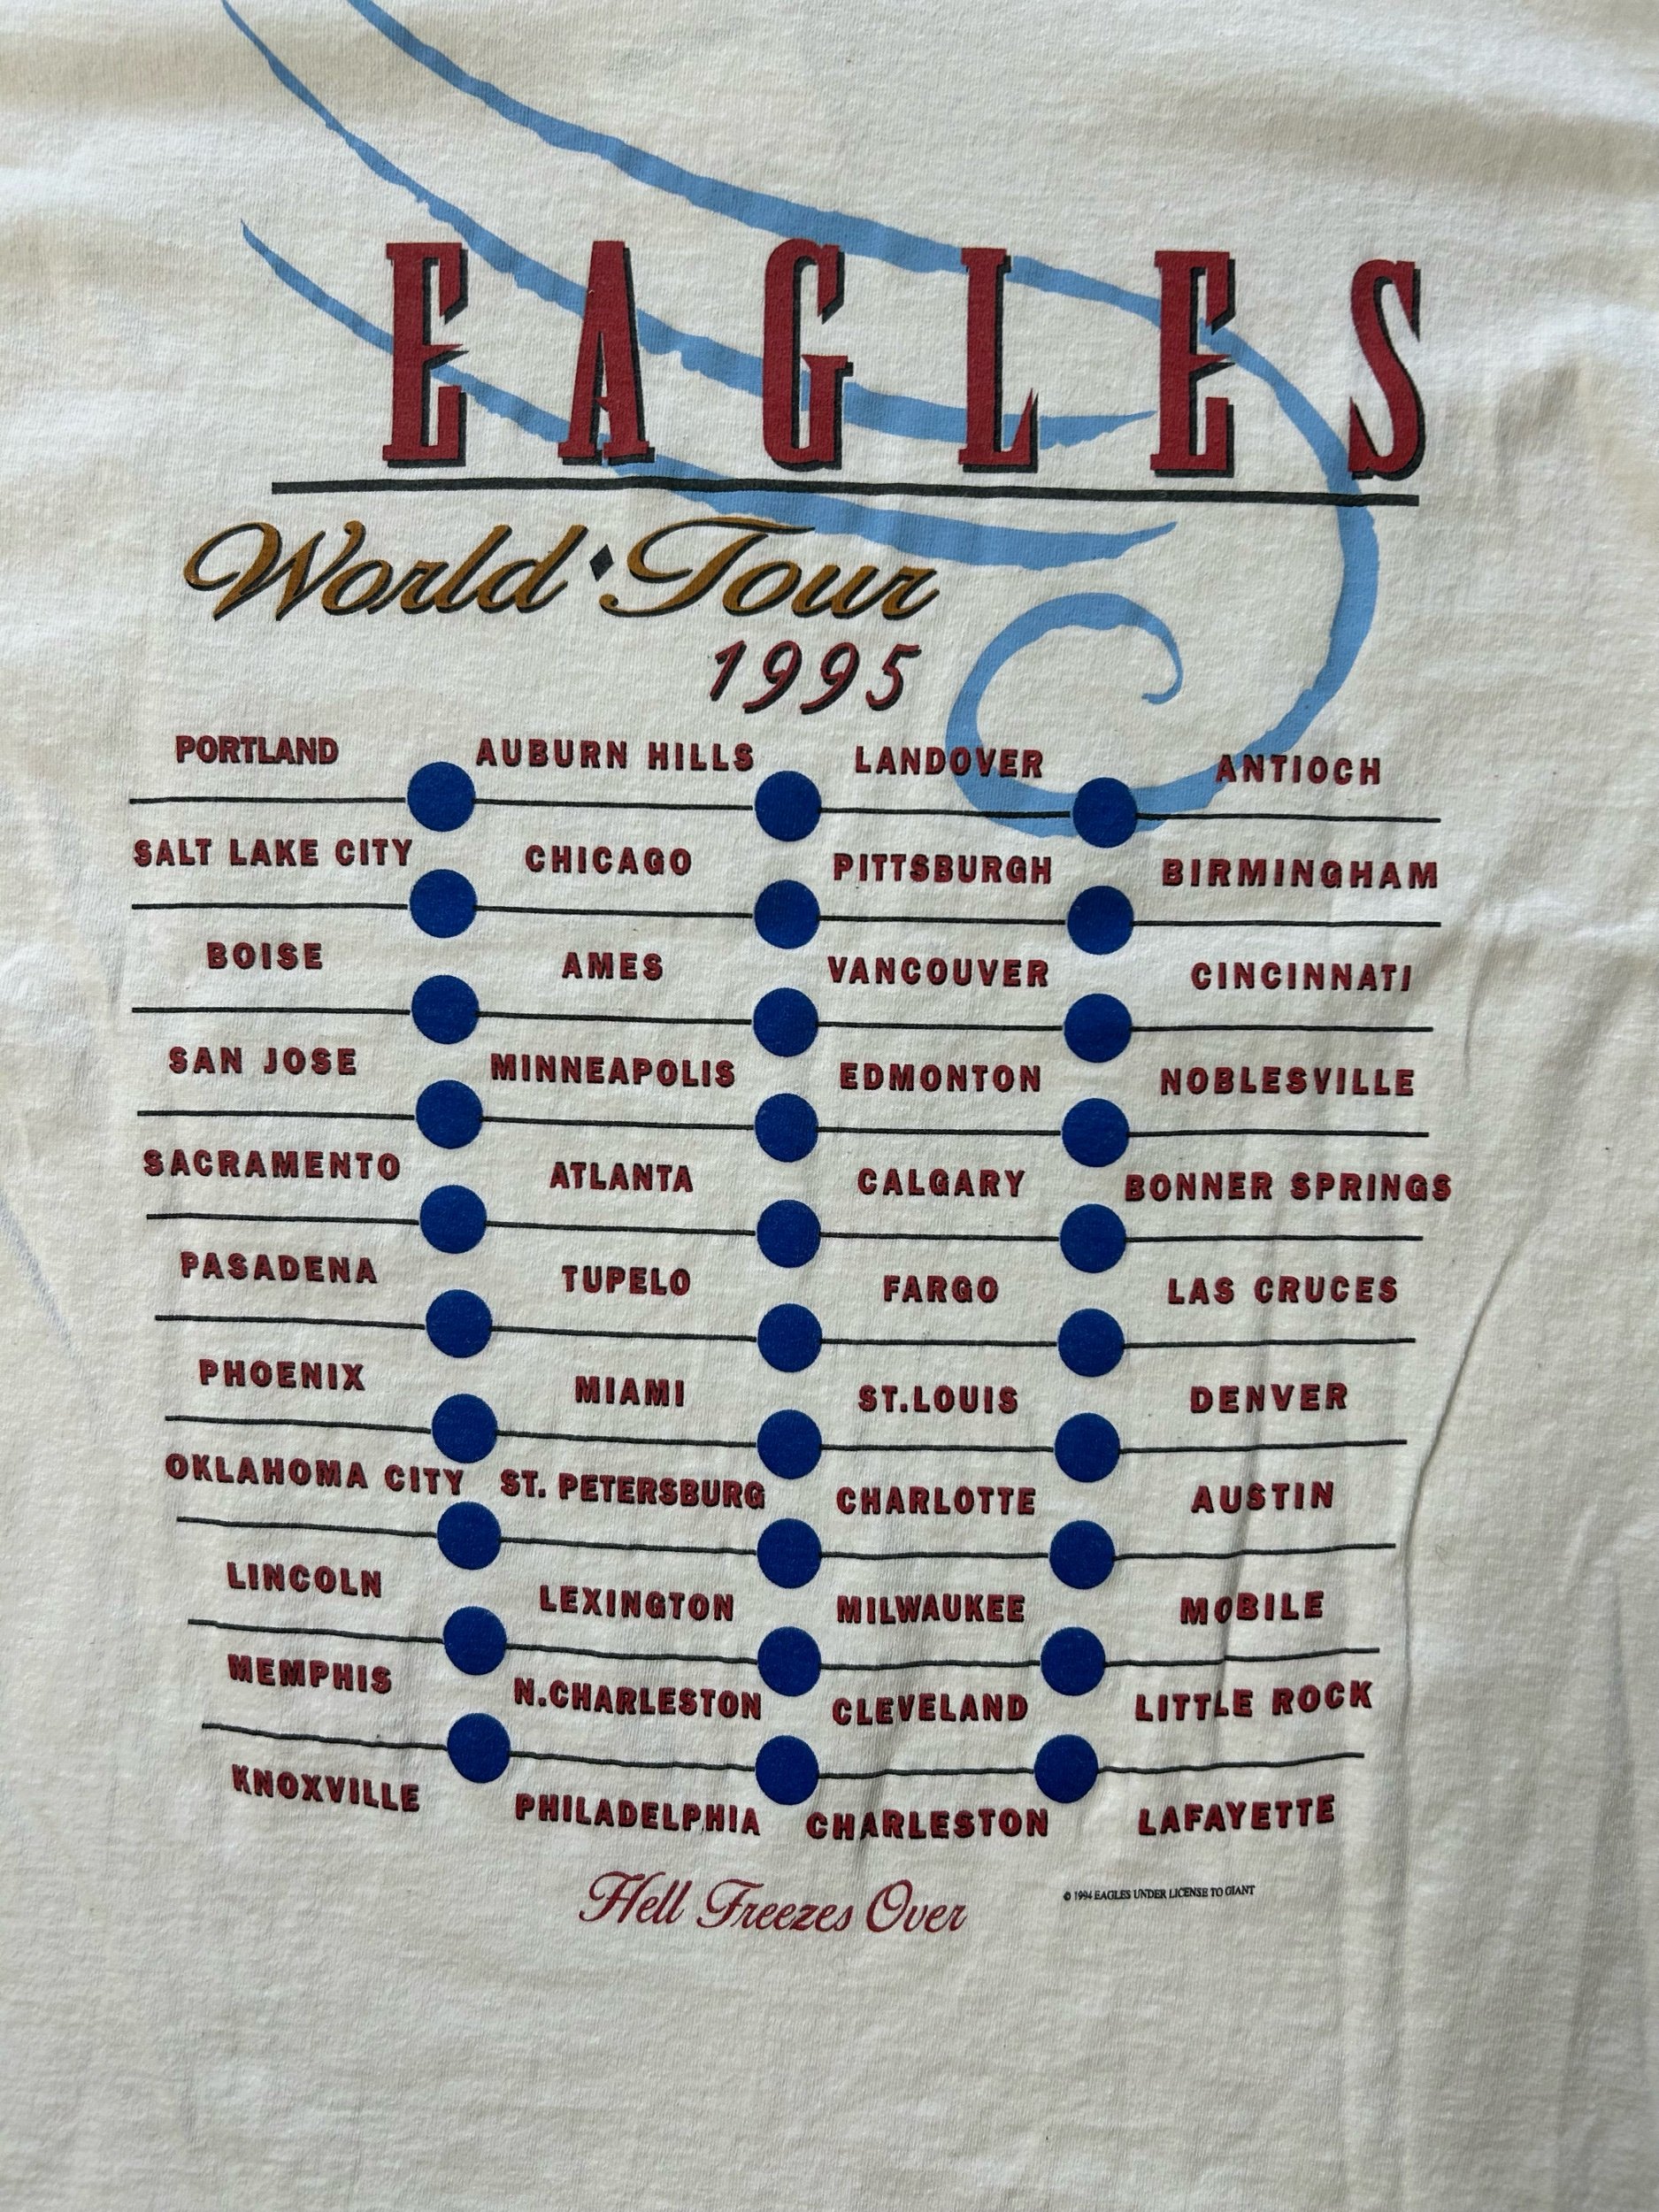 EAGLES
World Tour
1995
PORTLAND AUBURN HILLS LANDOVER ANTIOCH
SALT LAKE CITY CHICAGO PITTSBURGH BIRMINGHAM
BOISE AMES VANCOUVER CINCINNATI
SAN JOSE MINNEAPOLIS EDMONTON NOBLESVILLE
SACRAMENTO ATLANTA CALGARY BONNER SPRINGS
PASADENA TUPELO FARGO LAS CRUCES
PHOENIX MIAMI ST.LOUIS DENVER
OKLAHOMA CITY ST. PETERSBURG CHARLOTTE AUSTIN
LINCOLN LEXINGTON MILWAUKEE MOBILE
MEMPHIS N.CHARLESTON CLEVELAND LITTLE ROCK
KNOXVILLE PHILADELPHIA CHARLESTON LAFAYETTE
Hell Freezes Over
© 1994 EAGLES UNDER LICENSE TO GIANT